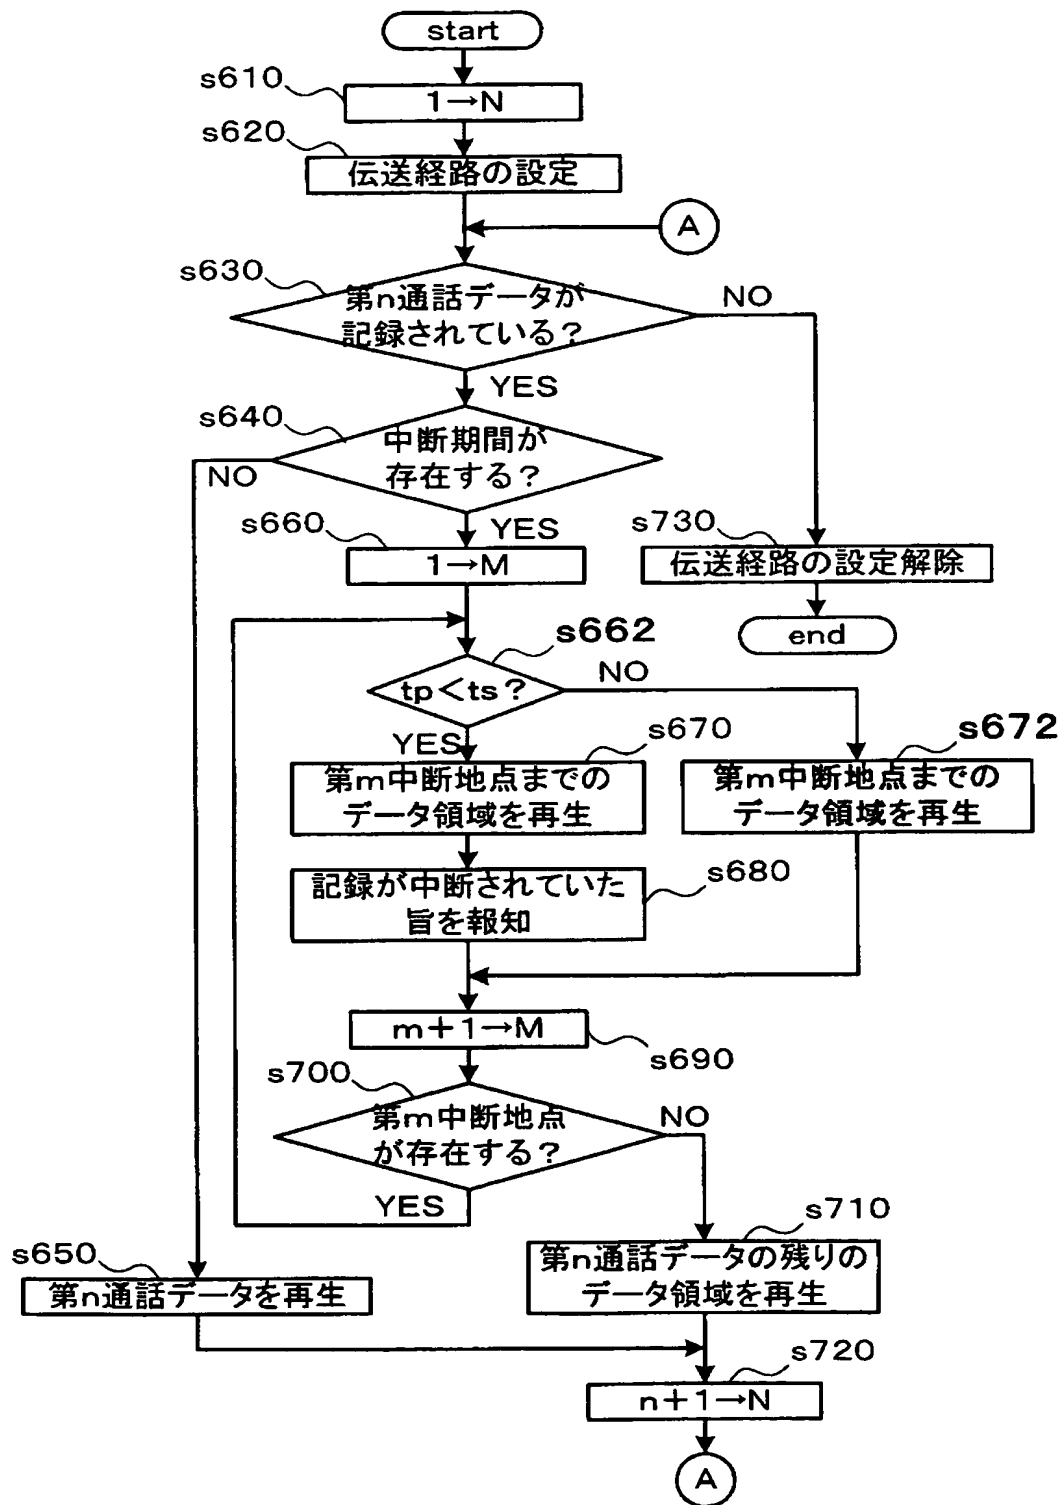 start
s610
1→N
s620
伝送経路の設定
A
s630
第n通話データが
記録されている？
NO
YES
s640
中断期間が
存在する？
NO
YES
s660
1→M
s730
伝送経路の設定解除
end
s662
tp＜ts？
NO
YES
s670
第m中断地点までの
データ領域を再生
s672
第m中断地点までの
データ領域を再生
s680
記録が中断されていた
旨を報知
m＋1→M
s690
s700
第m中断地点
が存在する？
NO
YES
s710
第n通話データの残りの
データ領域を再生
s650
第n通話データを再生
s720
n＋1→N
A